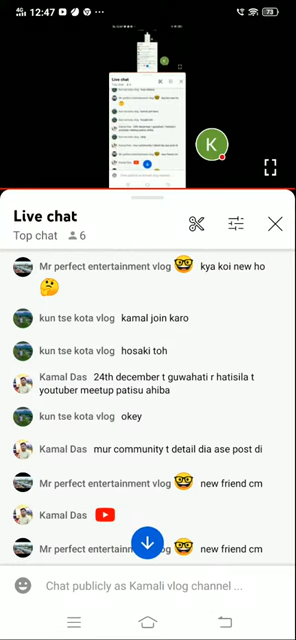 4G 12:47 73
K
Live chat
Top chat 6
Mr perfect entertainment vlog 🤓 kya koi new ho
🤔
kun tse kota vlog kamal join karo
kun tse kota vlog hosaki toh
Kamal Das 24th december t guwahati r hatisila t
youtuber meetup patisu ahiba
kun tse kota vlog okey
Kamal Das mur community t detail dia ase post di
Mr perfect entertainment vlog 🤓 new friend cm
Kamal Das
Mr perfect entertainm 🤓 new friend cm
Chat publicly as Kamali vlog channel ...